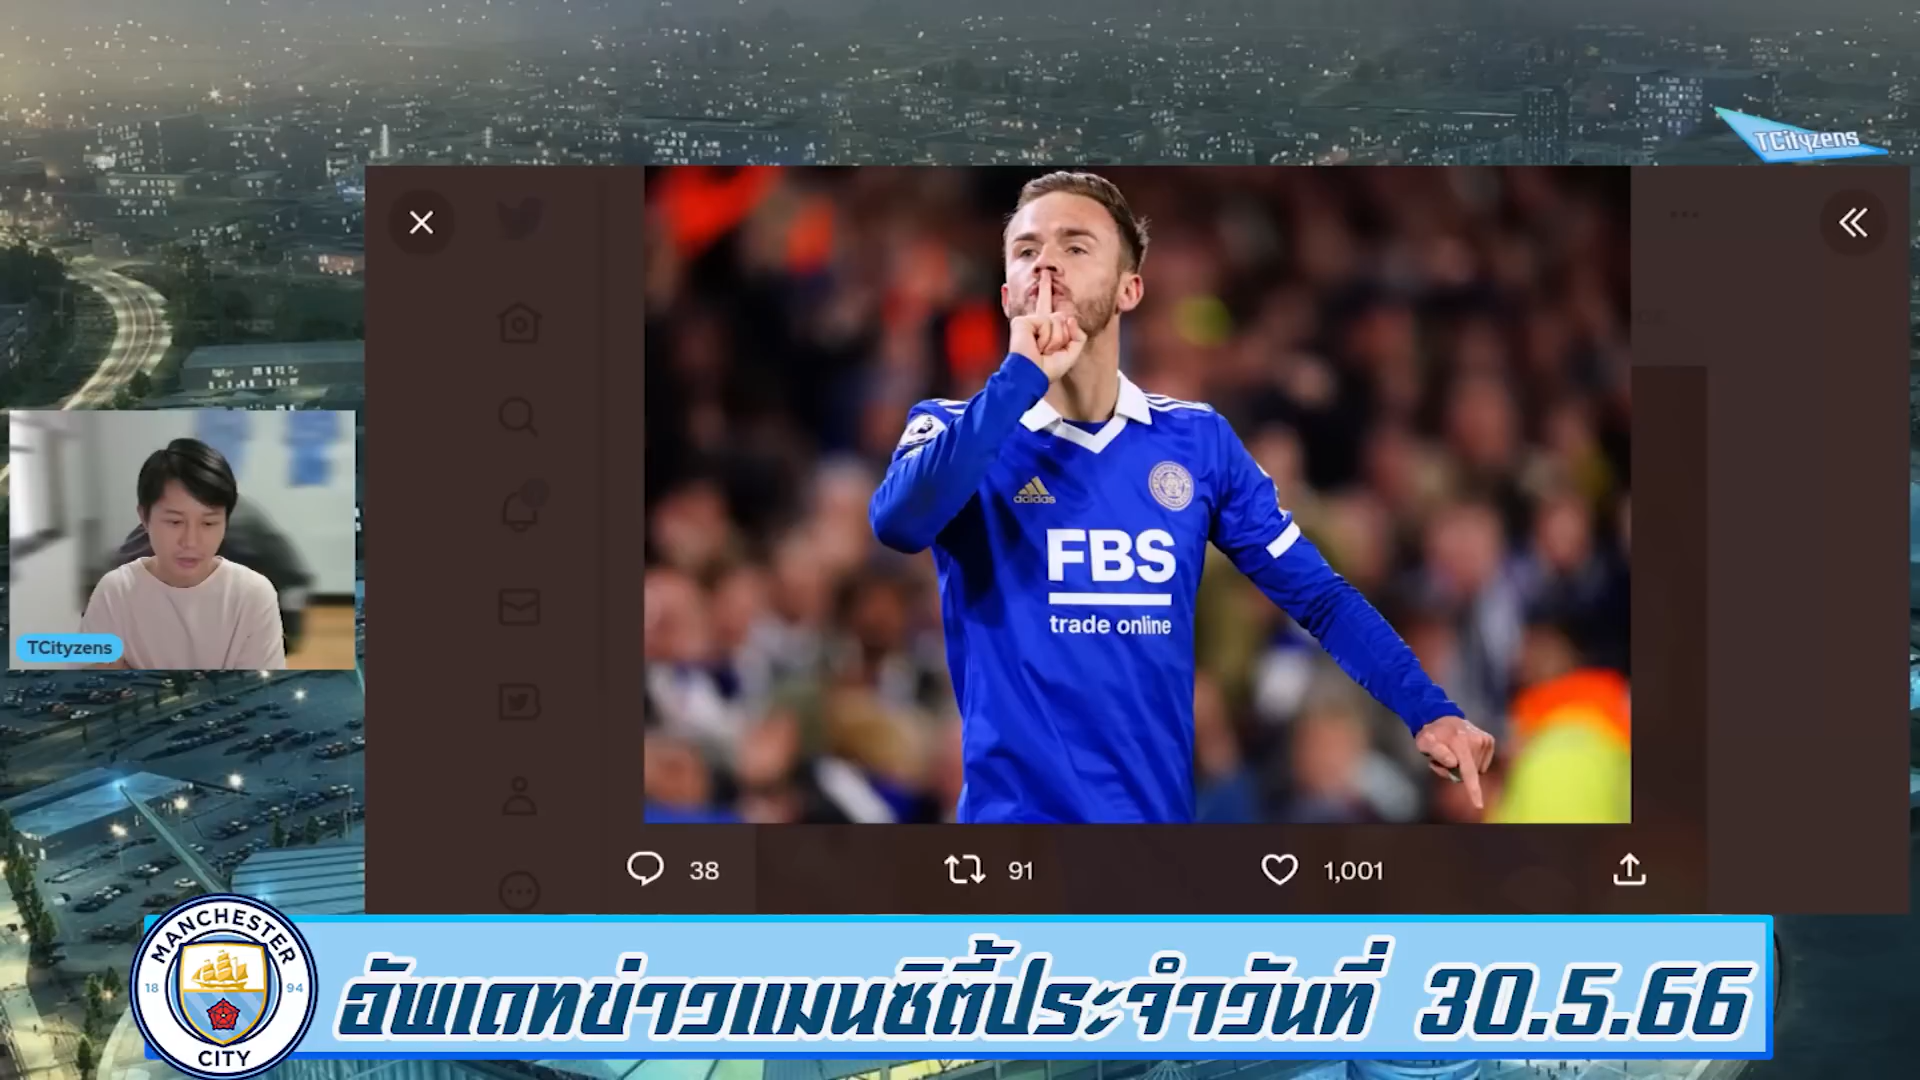 TCityzens
adidas
FBS
trade online
TCityzens
38
91
1,001
MANCHESTER
18 94
CITY
อัพเดทข่าวแมนซิตี้ประจำวันที่ 30.5.66